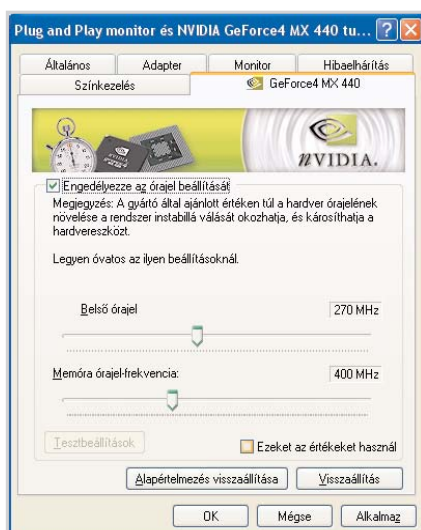 Plug and Play monitor és NVIDIA GeForce4 MX 440 tu...
Általános Adapter Monitor Hibaelhárítás
Színkezelés GeForce4 MX 440
nVIDIA.
Engedélyezze az órajel beállítását
Megjegyzés: A gyártó által ajánlott értéken túl a hardver órajelének
növelése a rendszer instabillá válását okozhatja, és károsíthatja a
hardvereszközt.
Legyen óvatos az ilyen beállításoknál.
Belső órajel 270 MHz
Memóra órajel-frekvencia: 400 MHz
Tesztbeállítások Ezeket az értékeket használ
Alapértelmezés visszaállítása Visszaállítás
OK Mégse Alkalmaz